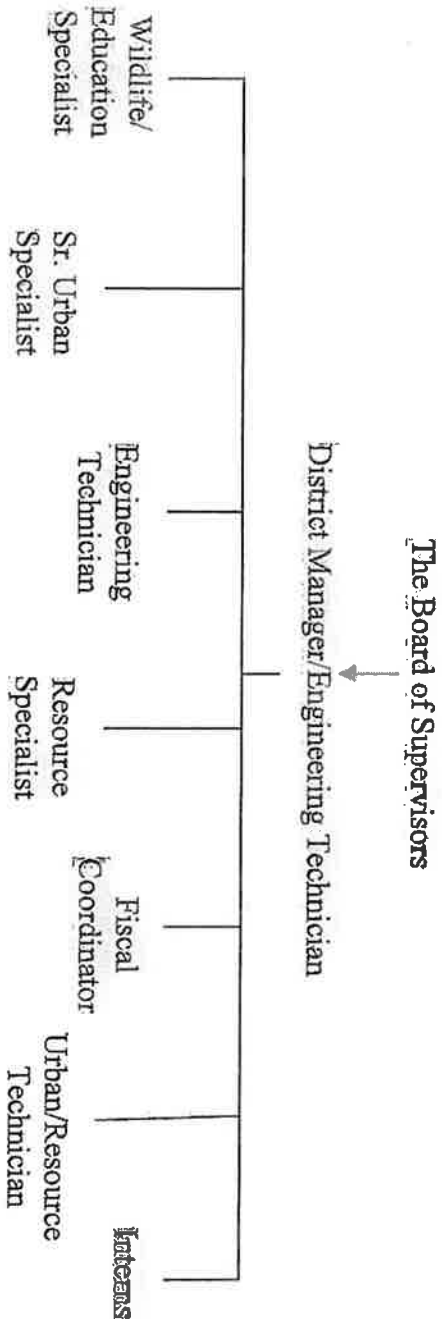 The Board of Supervisors
District Manager/Engineering Technician
Wildlife/
Education
Specialist
Sr. Urban
Specialist
Engineering
Technician
Resource
Specialist
Fiscal
Coordinator
Urban/Resource
Technician
Interns